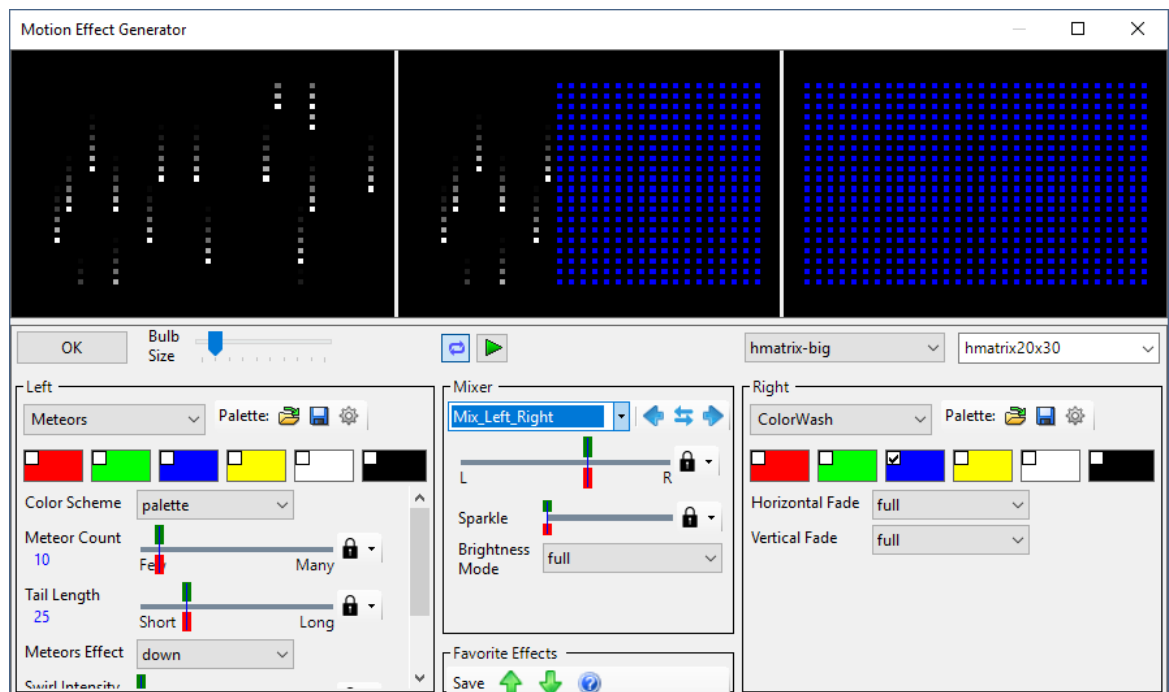 Motion Effect Generator
OK
Bulb Size
hmatrix-big
hmatrix20x30
Left
Meteors
Palette:
Color Scheme
palette
Meteor Count
10
Few
Many
Tail Length
25
Short
Long
Meteors Effect
down
Swirl Intensity
Mixer
Mix_Left_Right
L
R
Sparkle
Brightness Mode
full
Favorite Effects
Save
Right
ColorWash
Palette:
Horizontal Fade
full
Vertical Fade
full